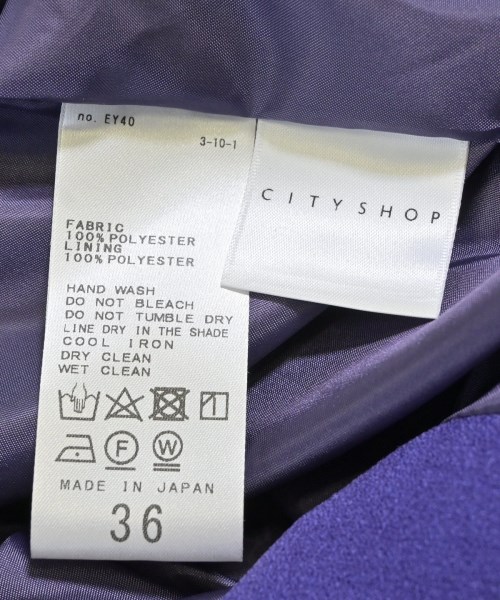 no. EY40
3-10-1
FABRIC
100% POLYESTER
LINING
100% POLYESTER
HAND WASH
DO NOT BLEACH
DO NOT TUMBLE DRY
LINE DRY IN THE SHADE
COOL IRON
DRY CLEAN
WET CLEAN
F W
MADE IN JAPAN
36
CITYSHOP